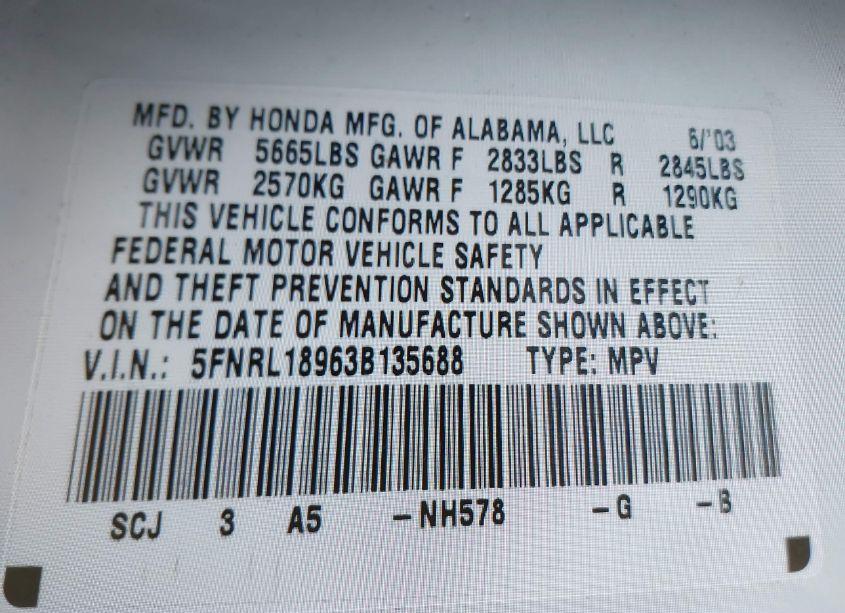 MFD. BY HONDA MFG. OF ALABAMA, LLC 6/'03
GVWR 5665LBS GAWR F 2833LBS R 2845LBS
GVWR 2570KG GAWR F 1285KG R 1290KG
THIS VEHICLE CONFORMS TO ALL APPLICABLE
FEDERAL MOTOR VEHICLE SAFETY
AND THEFT PREVENTION STANDARDS IN EFFECT
ON THE DATE OF MANUFACTURE SHOWN ABOVE:
V.I.N.: 5FNRL18963B135688 TYPE: MPV
SCJ 3 A5 -NH578 -G -B